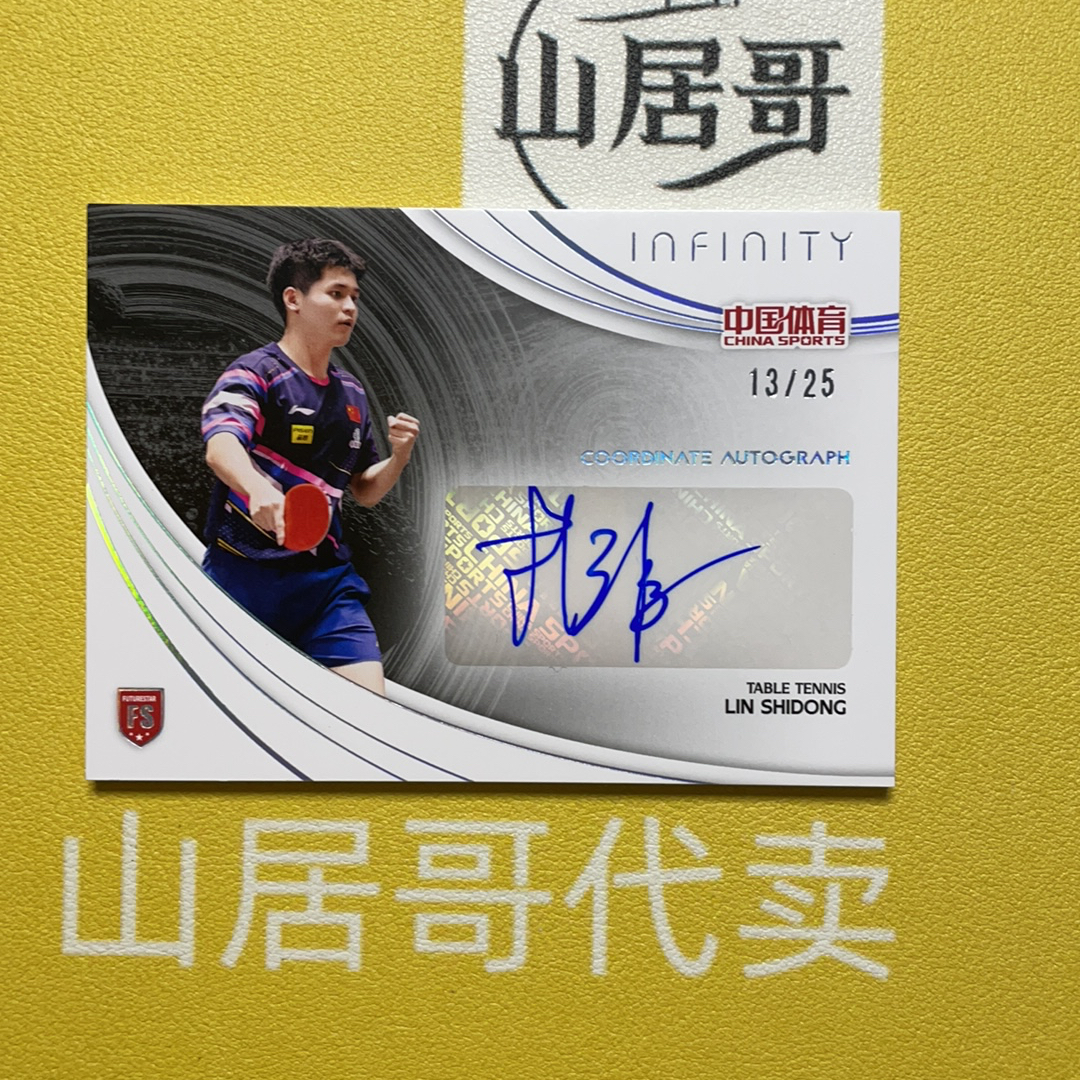 山居哥
INFINITY
中国体育
CHINA SPORTS
13/25
COORDINATE AUTOGRAPH
TABLE TENNIS
LIN SHIDONG
FUTURESTAR
FS
山居哥代卖